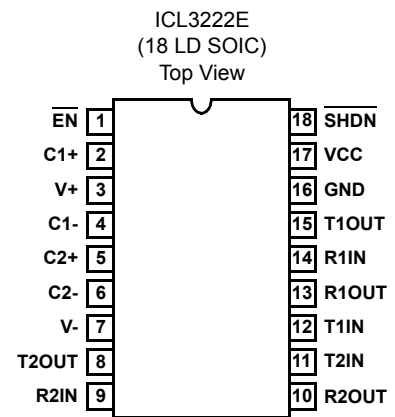 ICL3222E
(18 LD SOIC)
Top View
EN 1 18 SHDN
C1+ 2 17 VCC
V+ 3 16 GND
C1- 4 15 T1OUT
C2+ 5 14 R1IN
C2- 6 13 R1OUT
V- 7 12 T1IN
T2OUT 8 11 T2IN
R2IN 9 10 R2OUT